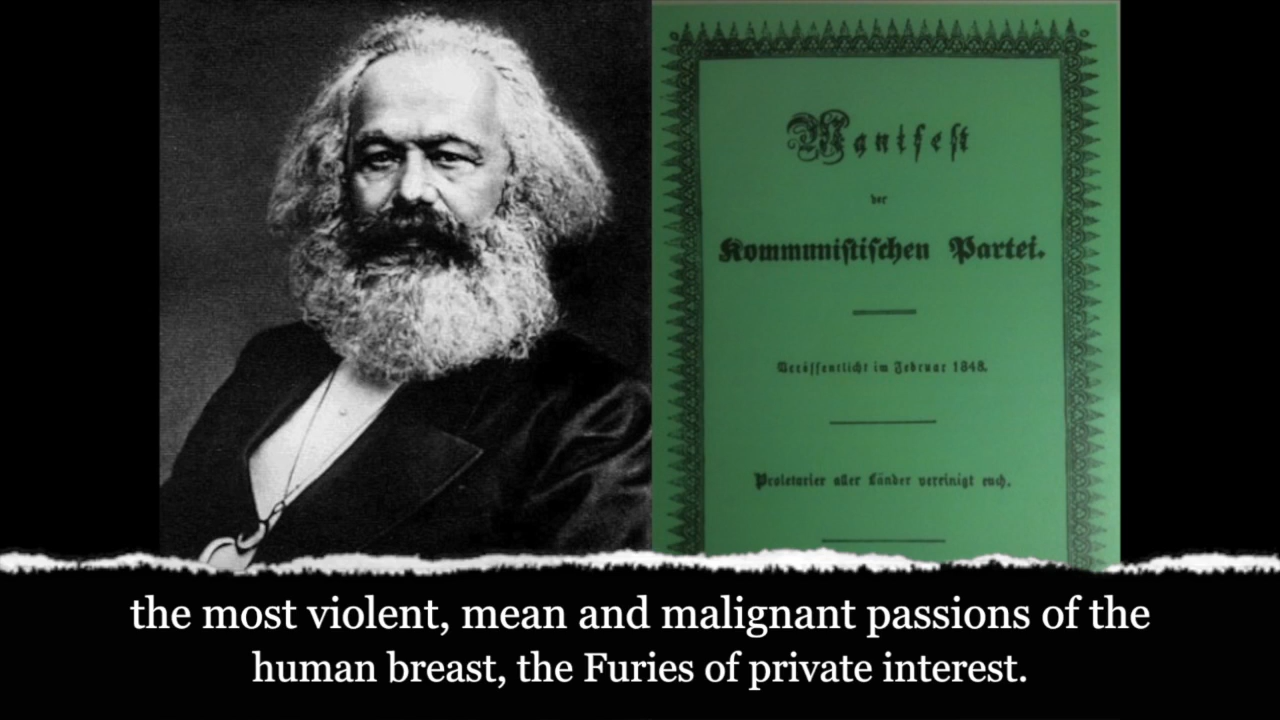 Manifest
der
Kommunistischen Partei.
Veröffentlicht im Februar 1848.
Proletarier aller Länder vereinigt euch.
the most violent, mean and malignant passions of the
human breast, the Furies of private interest.